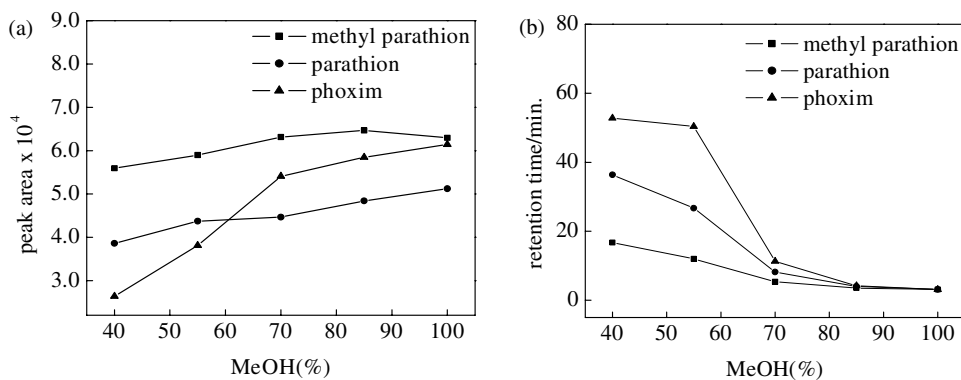 (a)
methyl parathion
parathion
phoxim
peak area x 10^4
9.0
8.0
7.0
6.0
5.0
4.0
3.0
40 50 60 70 80 90 100
MeOH(%)
(b)
methyl parathion
parathion
phoxim
retention time/min.
80
60
40
20
0
40 50 60 70 80 90 100
MeOH(%)